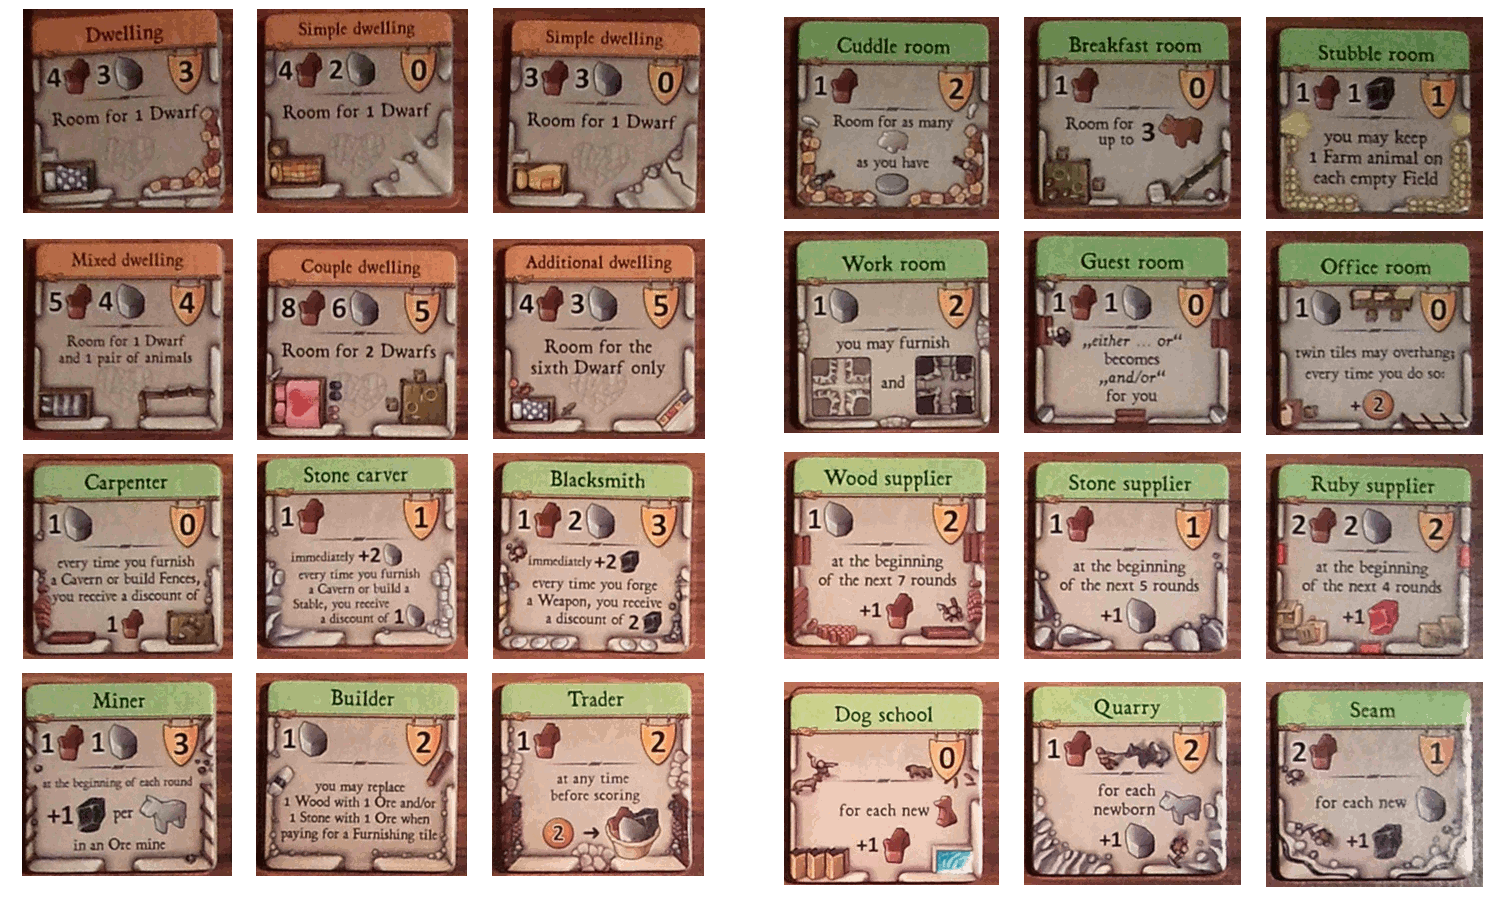 Dwelling
4 3 3
Room for 1 Dwarf
Simple dwelling
4 2 0
Room for 1 Dwarf
Simple dwelling
3 3 0
Room for 1 Dwarf
Cuddle room
1 2
Room for as many
as you have
Breakfast room
1 0
Room for
up to 3
Stubble room
1 1 1
you may keep
1 Farm animal on
each empty Field
Mixed dwelling
5 4 4
Room for 1 Dwarf
and 1 pair of animals
Couple dwelling
8 6 5
Room for 2 Dwarfs
Additional dwelling
4 3 5
Room for the
sixth Dwarf only
Work room
1 2
you may furnish
and
Guest room
1 1 0
„either ... or“
becomes
„and/or“
for you
Office room
1 0
twin tiles may overhang;
every time you do so:
+ 2
Carpenter
1 0
every time you furnish
a Cavern or build Fences,
you receive a discount of
1
Stone carver
1 1
immediately +2
every time you furnish
a Cavern or build a
Stable, you receive
a discount of 1
Blacksmith
1 2 3
immediately +2
every time you forge
a Weapon, you receive
a discount of 2
Wood supplier
1 2
at the beginning
of the next 7 rounds
+1
Stone supplier
1 1
at the beginning
of the next 5 rounds
+1
Ruby supplier
2 2 2
at the beginning
of the next 4 rounds
+1
Miner
1 1 3
at the beginning of each round
+1 per
in an Ore mine
Builder
1 2
you may replace
1 Wood with 1 Ore and/or
1 Stone with 1 Ore when
paying for a Furnishing tile
Trader
1 2
at any time
before scoring
2 →
Dog school
0
for each new
+1
Quarry
1 2
for each
newborn
+1
Seam
2 1
for each new
+1